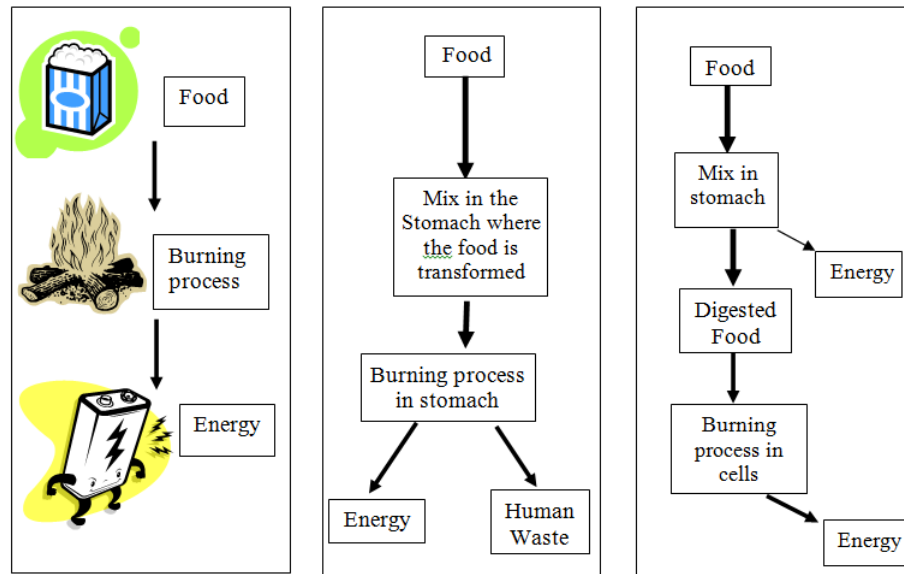 Food
Burning
process
Energy
Food
Mix in the
Stomach where
the food is
transformed
Burning process
in stomach
Energy
Human
Waste
Food
Mix in
stomach
Energy
Digested
Food
Burning
process in
cells
Energy